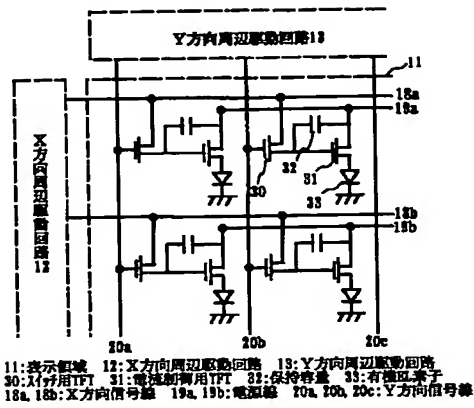 Y方向周辺駆動回路13
11
X方向周辺駆動回路12
18a
19a
30
32
31
33
18b
19b
20a
20b
20c
11:表示領域 12:X方向周辺駆動回路 13:Y方向周辺駆動回路
30:スイッチ用TFT 31:電流制御用TFT 32:保持容量 33:有機EL素子
18a, 18b:X方向信号線 19a, 19b:電源線 20a, 20b, 20c:Y方向信号線